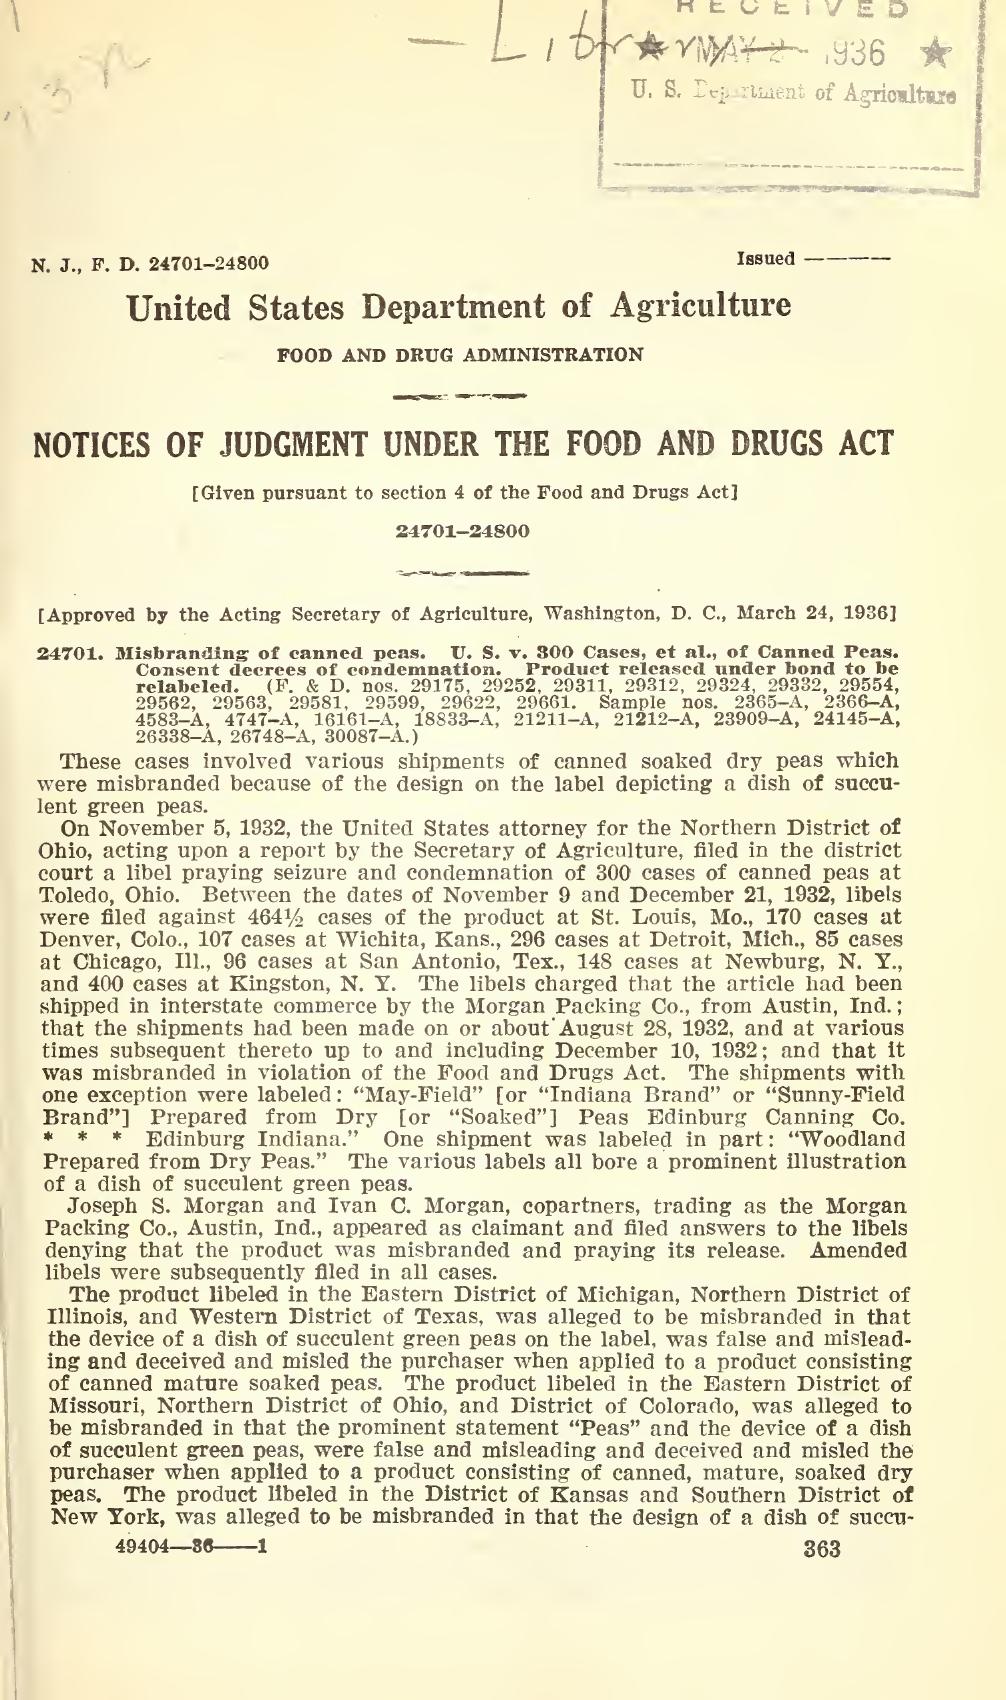 RECEIVED
— Library
★ MAY 2- 1936 ★
U. S. Department of Agriculture
N. J., F. D. 24701–24800
Issued ————
United States Department of Agriculture
FOOD AND DRUG ADMINISTRATION
NOTICES OF JUDGMENT UNDER THE FOOD AND DRUGS ACT
[Given pursuant to section 4 of the Food and Drugs Act]
24701–24800
[Approved by the Acting Secretary of Agriculture, Washington, D. C., March 24, 1936]
24701. Misbranding of canned peas. U. S. v. 300 Cases, et al., of Canned Peas.
Consent decrees of condemnation. Product released under bond to be
relabeled. (F. & D. nos. 29175, 29252, 29311, 29312, 29324, 29332, 29554,
29562, 29563, 29581, 29599, 29622, 29661. Sample nos. 2365–A, 2366–A,
4583–A, 4747–A, 16161–A, 18833–A, 21211–A, 21212–A, 23909–A, 24145–A,
26338–A, 26748–A, 30087–A.)
These cases involved various shipments of canned soaked dry peas which
were misbranded because of the design on the label depicting a dish of succu-
lent green peas.
On November 5, 1932, the United States attorney for the Northern District of
Ohio, acting upon a report by the Secretary of Agriculture, filed in the district
court a libel praying seizure and condemnation of 300 cases of canned peas at
Toledo, Ohio. Between the dates of November 9 and December 21, 1932, libels
were filed against 464½ cases of the product at St. Louis, Mo., 170 cases at
Denver, Colo., 107 cases at Wichita, Kans., 296 cases at Detroit, Mich., 85 cases
at Chicago, Ill., 96 cases at San Antonio, Tex., 148 cases at Newburg, N. Y.,
and 400 cases at Kingston, N. Y. The libels charged that the article had been
shipped in interstate commerce by the Morgan Packing Co., from Austin, Ind.;
that the shipments had been made on or about August 28, 1932, and at various
times subsequent thereto up to and including December 10, 1932; and that it
was misbranded in violation of the Food and Drugs Act. The shipments with
one exception were labeled: "May-Field" [or "Indiana Brand" or "Sunny-Field
Brand"] Prepared from Dry [or "Soaked"] Peas Edinburg Canning Co.
* * * Edinburg Indiana." One shipment was labeled in part: "Woodland
Prepared from Dry Peas." The various labels all bore a prominent illustration
of a dish of succulent green peas.
Joseph S. Morgan and Ivan C. Morgan, copartners, trading as the Morgan
Packing Co., Austin, Ind., appeared as claimant and filed answers to the libels
denying that the product was misbranded and praying its release. Amended
libels were subsequently filed in all cases.
The product libeled in the Eastern District of Michigan, Northern District of
Illinois, and Western District of Texas, was alleged to be misbranded in that
the device of a dish of succulent green peas on the label, was false and mislead-
ing and deceived and misled the purchaser when applied to a product consisting
of canned mature soaked peas. The product libeled in the Eastern District of
Missouri, Northern District of Ohio, and District of Colorado, was alleged to
be misbranded in that the prominent statement "Peas" and the device of a dish
of succulent green peas, were false and misleading and deceived and misled the
purchaser when applied to a product consisting of canned, mature, soaked dry
peas. The product libeled in the District of Kansas and Southern District of
New York, was alleged to be misbranded in that the design of a dish of succu-
49404—36——1
363